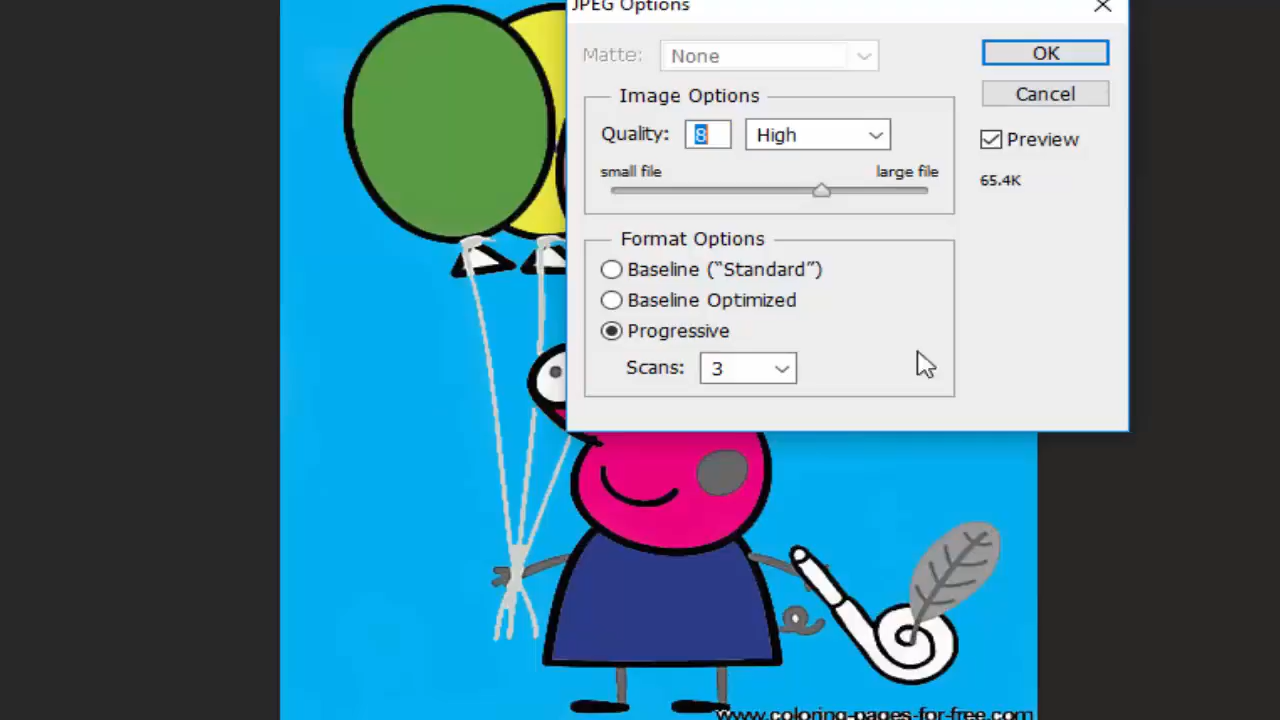 JPEG Options
Matte: None
OK
Image Options
Cancel
Quality: 8 High
Preview
small file large file
65.4K
Format Options
Baseline (“Standard”)
Baseline Optimized
Progressive
Scans: 3
www.coloring-pages-for-free.com